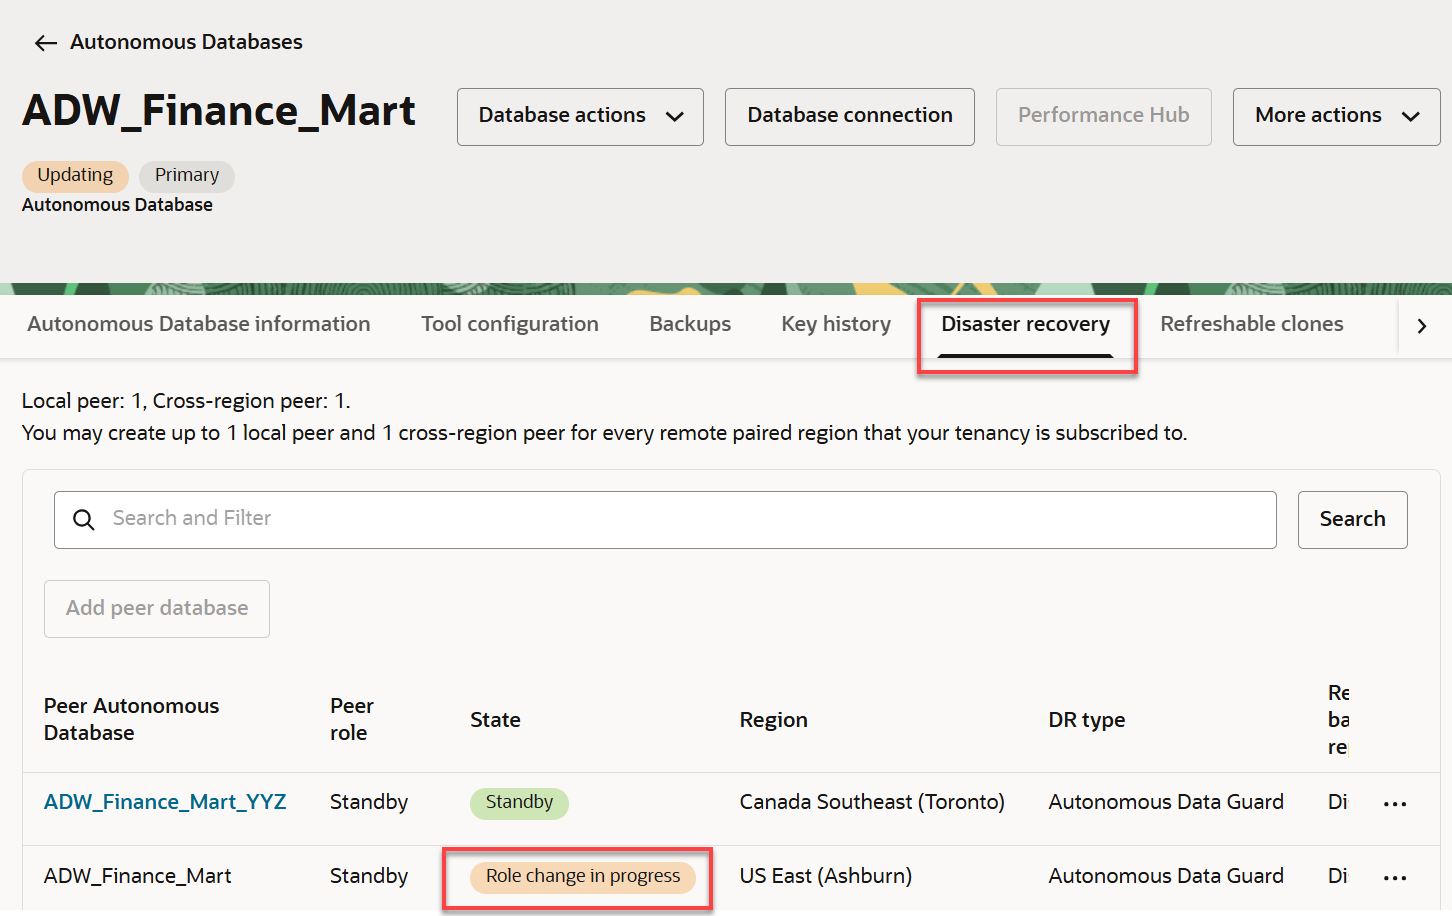 Autonomous Databases
ADW_Finance_Mart
Database actions
Database connection
Performance Hub
More actions
Updating
Primary
Autonomous Database
Autonomous Database information
Tool configuration
Backups
Key history
Disaster recovery
Refreshable clones
Local peer: 1, Cross-region peer: 1.
You may create up to 1 local peer and 1 cross-region peer for every remote paired region that your tenancy is subscribed to.
Search and Filter
Search
Add peer database
Peer Autonomous
Database
Peer
role
State
Region
DR type
ADW_Finance_Mart_YYZ
Standby
Standby
Canada Southeast (Toronto)
Autonomous Data Guard
ADW_Finance_Mart
Standby
Role change in progress
US East (Ashburn)
Autonomous Data Guard